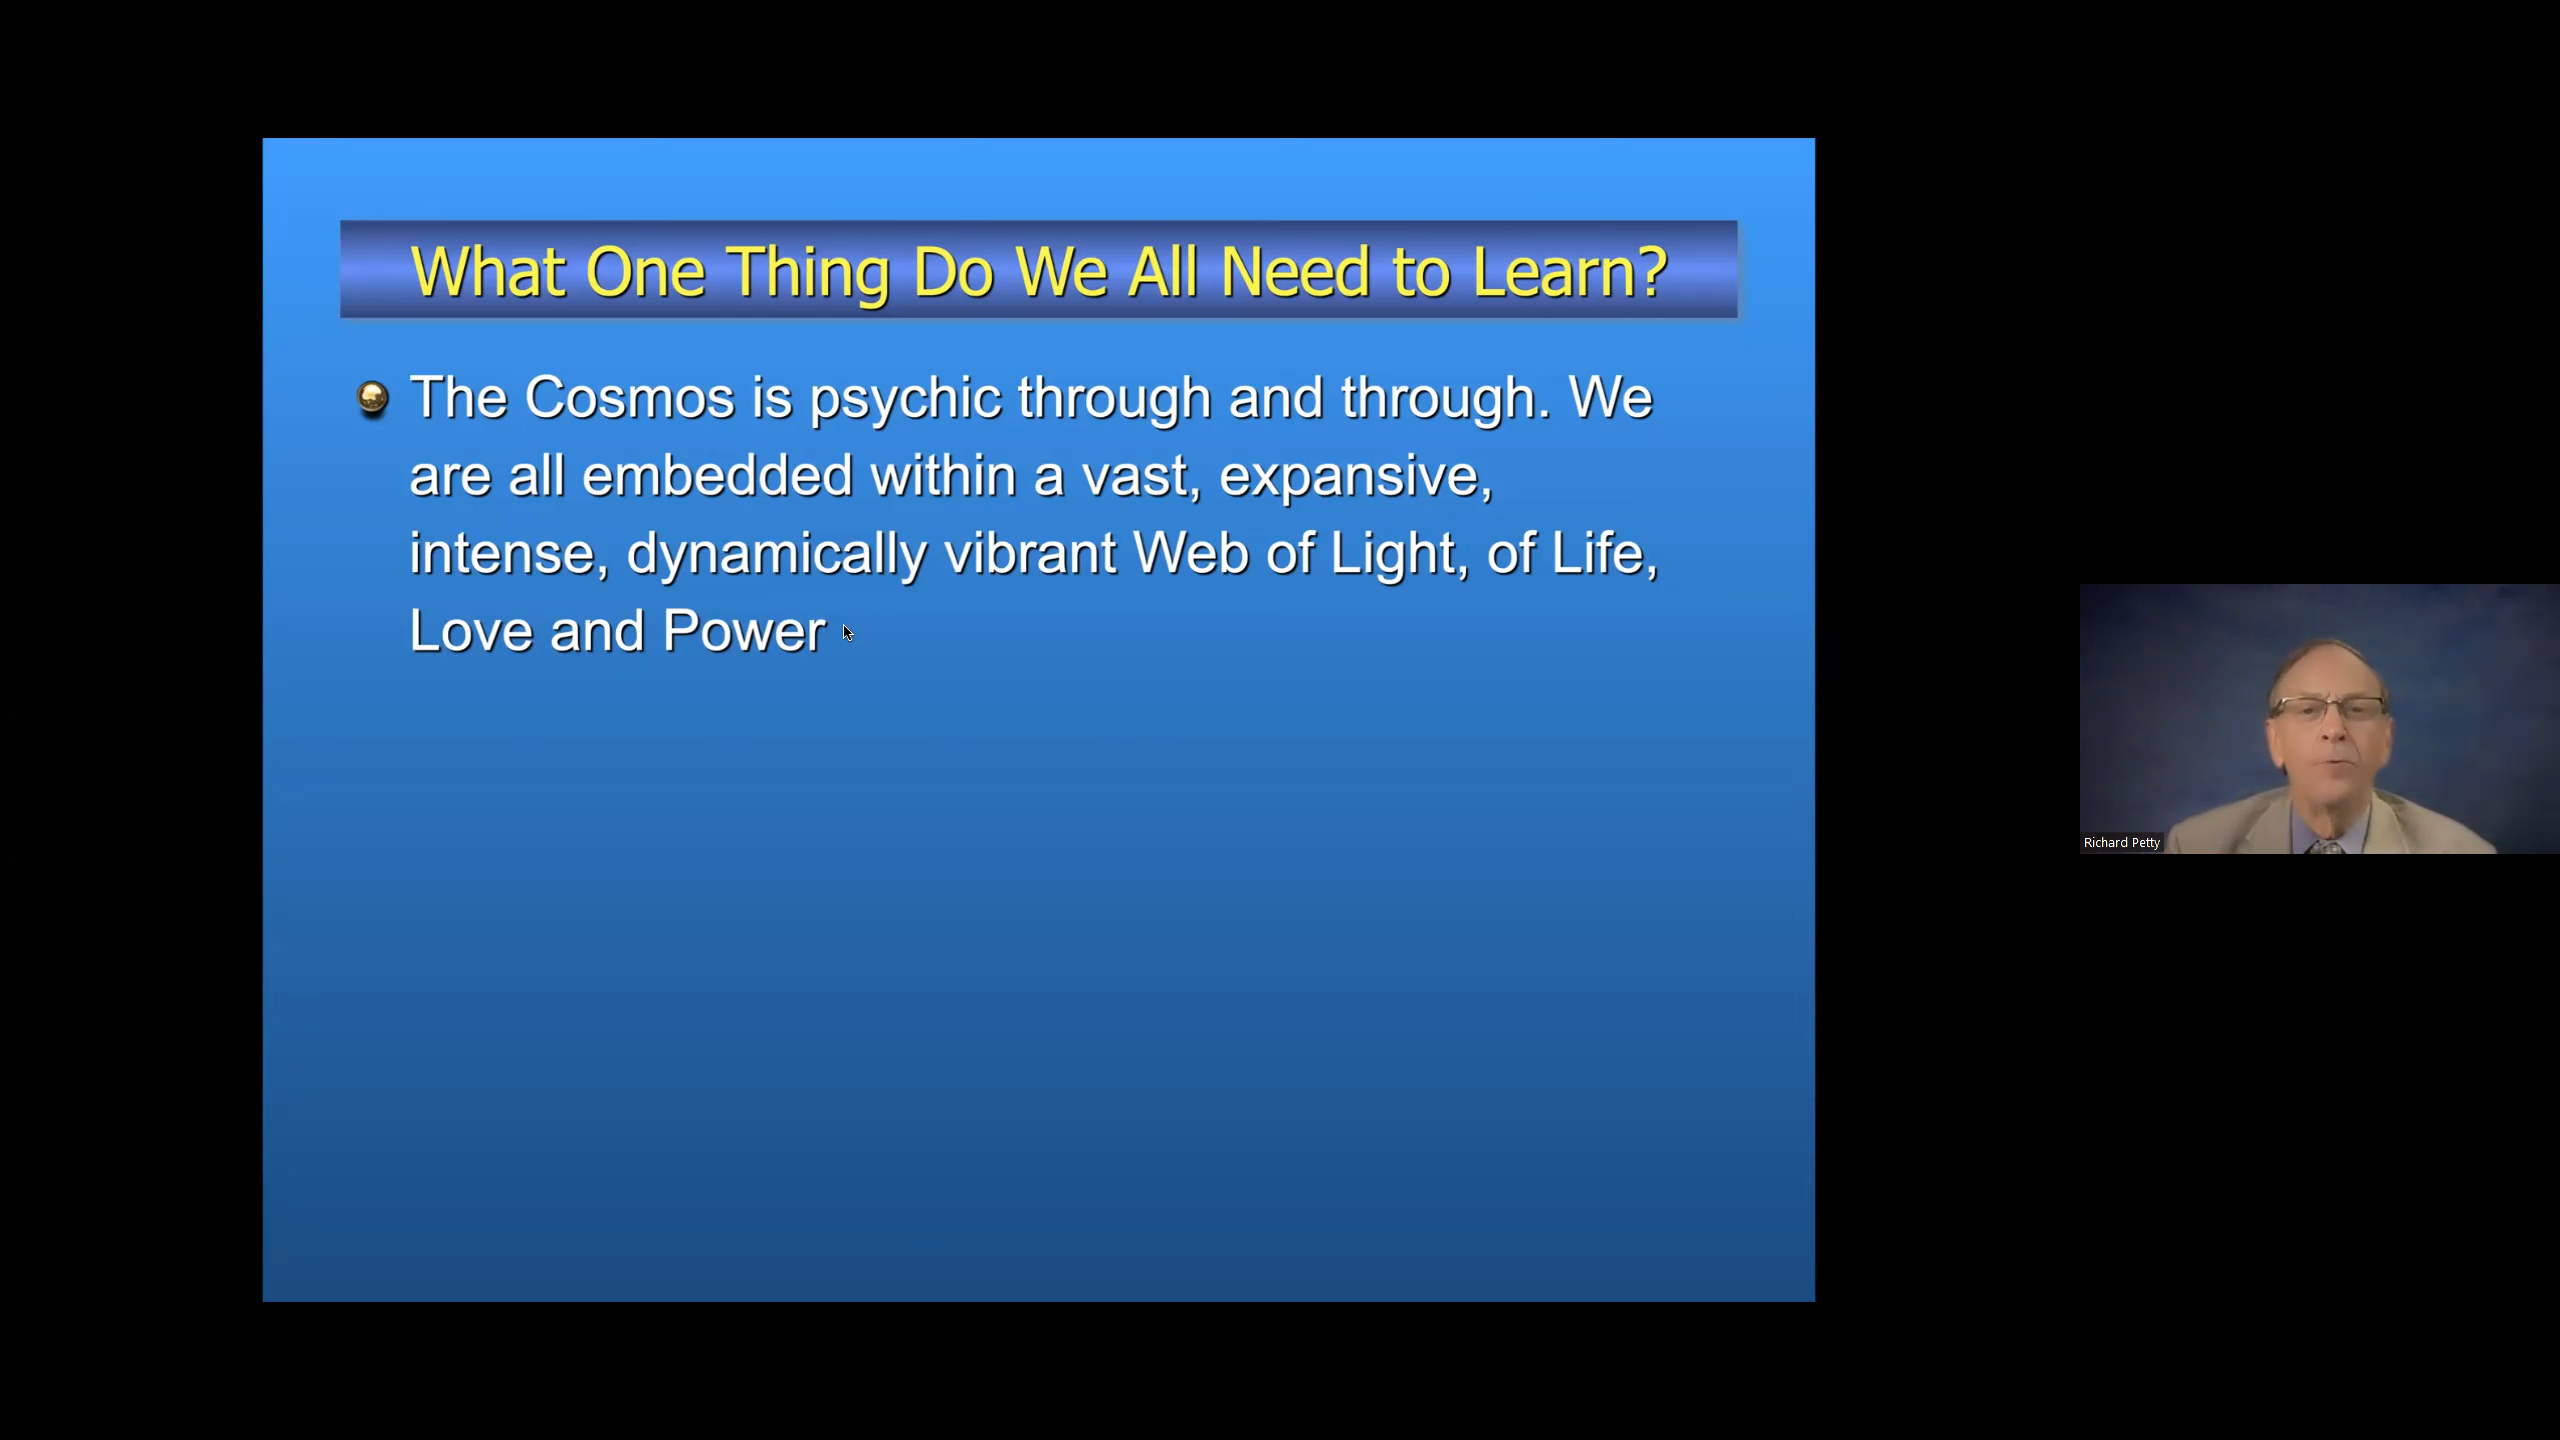 What One Thing Do We All Need to Learn?
The Cosmos is psychic through and through. We
are all embedded within a vast, expansive,
intense, dynamically vibrant Web of Light, of Life,
Love and Power
Richard Petty